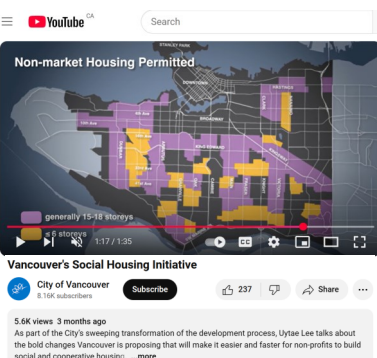 YouTube CA
Search
Non-market Housing Permitted
STANLEY PARK
DOWNTOWN
HASTINGS
BROADWAY
KING EDWARD
generally 15-18 storeys
≤ 6 storeys
1:17 / 1:35
CC
Vancouver's Social Housing Initiative
City of Vancouver
8.16K subscribers
Subscribe
237
Share
5.6K views 3 months ago
As part of the City's sweeping transformation of the development process, Uytae Lee talks about
the bold changes Vancouver is proposing that will make it easier and faster for non-profits to build
social and cooperative housing ...more